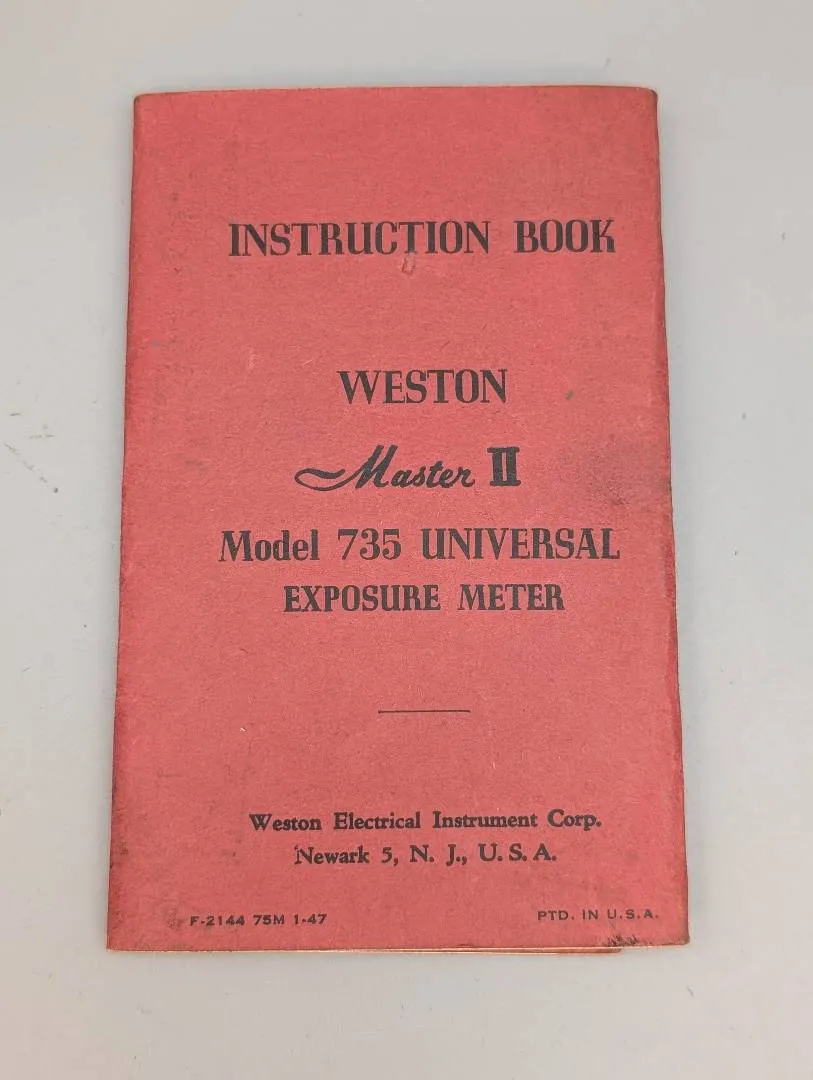 INSTRUCTION BOOK
WESTON
Master II
Model 735 UNIVERSAL
EXPOSURE METER
Weston Electrical Instrument Corp.
Newark 5, N. J., U. S. A.
F-2144 75M 1-47
PTD. IN U.S.A.